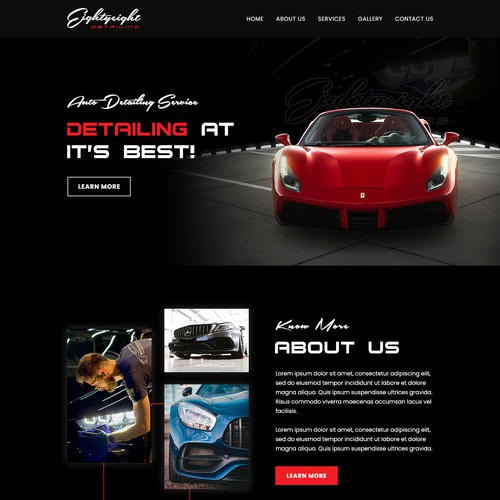 Eightyeight
DETAILING
HOME ABOUT US SERVICES GALLERY CONTACT US
Eightyeight
Auto Detailing Service
DETAILING AT
IT'S BEST!
LEARN MORE
Know More
ABOUT US
Lorem ipsum dolor sit amet, consectetur adipiscing elit,
sed do eiusmod tempor incididunt ut labore et dolore
magna aliqua. Quis ipsum suspendisse ultrices gravida.
Risus commodo viverra maecenas accumsan lacus vel
facilisis.
Lorem ipsum dolor sit amet, consectetur adipiscing elit,
sed do eiusmod tempor incididunt ut labore et dolore
magna aliqua. Quis ipsum suspendisse ultrices gravida.
LEARN MORE